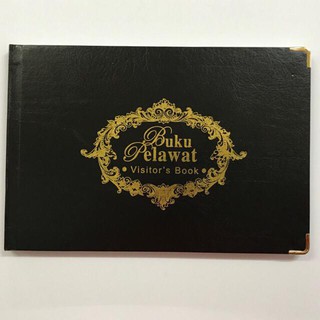 Buku
Pelawat
• Visitor's Book •